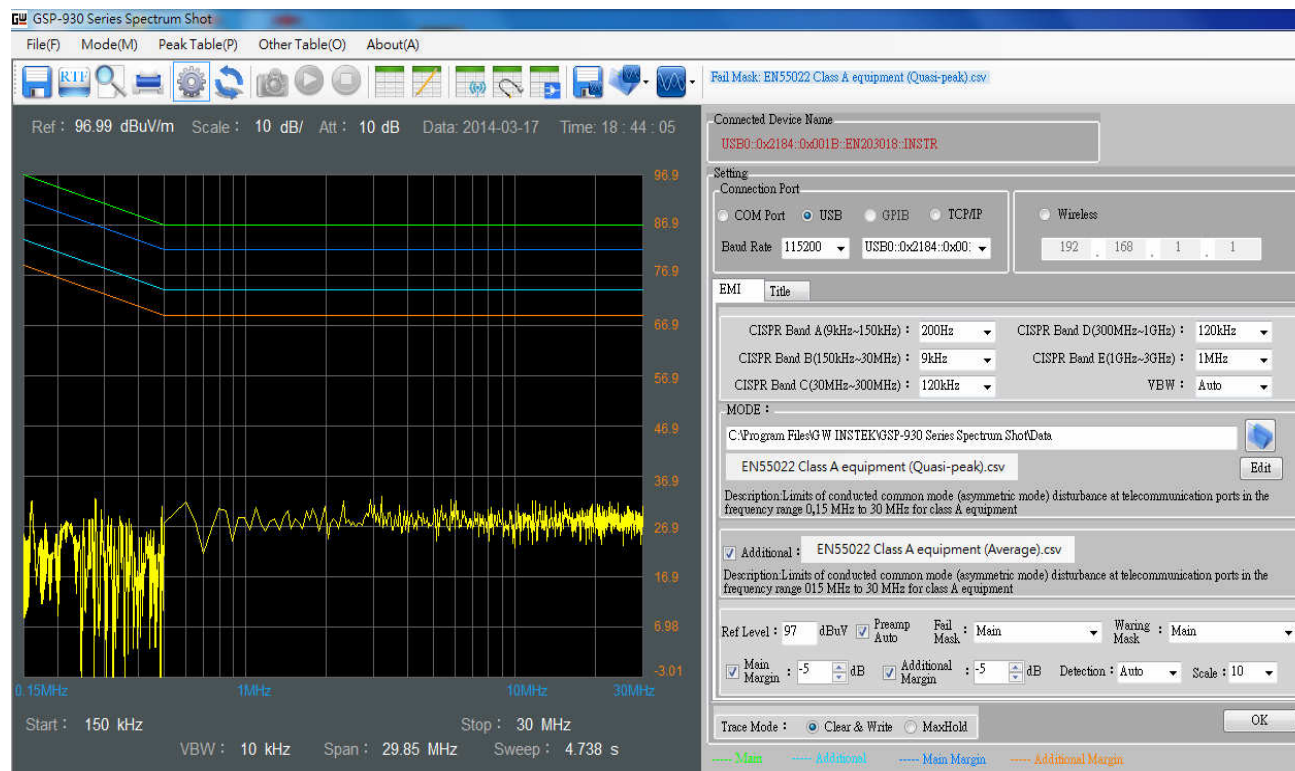 GW GSP-930 Series Spectrum Shot
File(F) Mode(M) Peak Table(P) Other Table(O) About(A)
RTF
Fail Mask: EN55022 Class A equipment (Quasi-peak).csv
Ref : 96.99 dBuV/m Scale : 10 dB/ Att : 10 dB Data: 2014-03-17 Time: 18 : 44 : 05
96.9
86.9
76.9
66.9
56.9
46.9
36.9
26.9
16.9
6.98
-3.01
0.15MHz 1MHz 10MHz 30MHz
Start : 150 kHz Stop : 30 MHz
VBW : 10 kHz Span : 29.85 MHz Sweep : 4.738 s
Connected Device Name
USB0::0x2184::0x001B::EN203018::INSTR
Setting
Connection Port
COM Port USB GPIB TCP/IP Wireless
Baud Rate 115200 USB0::0x2184::0x00: 192 . 168 . 1 . 1
EMI Title
CISPR Band A(9kHz~150kHz) : 200Hz CISPR Band D(300MHz~1GHz) : 120kHz
CISPR Band B(150kHz~30MHz) : 9kHz CISPR Band E(1GHz~3GHz) : 1MHz
CISPR Band C(30MHz~300MHz) : 120kHz VBW : Auto
MODE :
C:\Program Files\GW INSTEK\GSP-930 Series Spectrum Shot\Data
EN55022 Class A equipment (Quasi-peak).csv Edit
Description:Limits of conducted common mode (asymmetric mode) disturbance at telecommunication ports in the
frequency range 0,15 MHz to 30 MHz for class A equipment
Additional : EN55022 Class A equipment (Average).csv
Description:Limits of conducted common mode (asymmetric mode) disturbance at telecommunication ports in the
frequency range 015 MHz to 30 MHz for class A equipment
Ref Level : 97 dBuV Preamp Auto Fail Mask : Main Waring Mask : Main
Main Margin : -5 dB Additional Margin : -5 dB Detection : Auto Scale : 10
Trace Mode : Clear & Write MaxHold OK
----- Main ----- Additional ----- Main Margin ----- Additional Margin